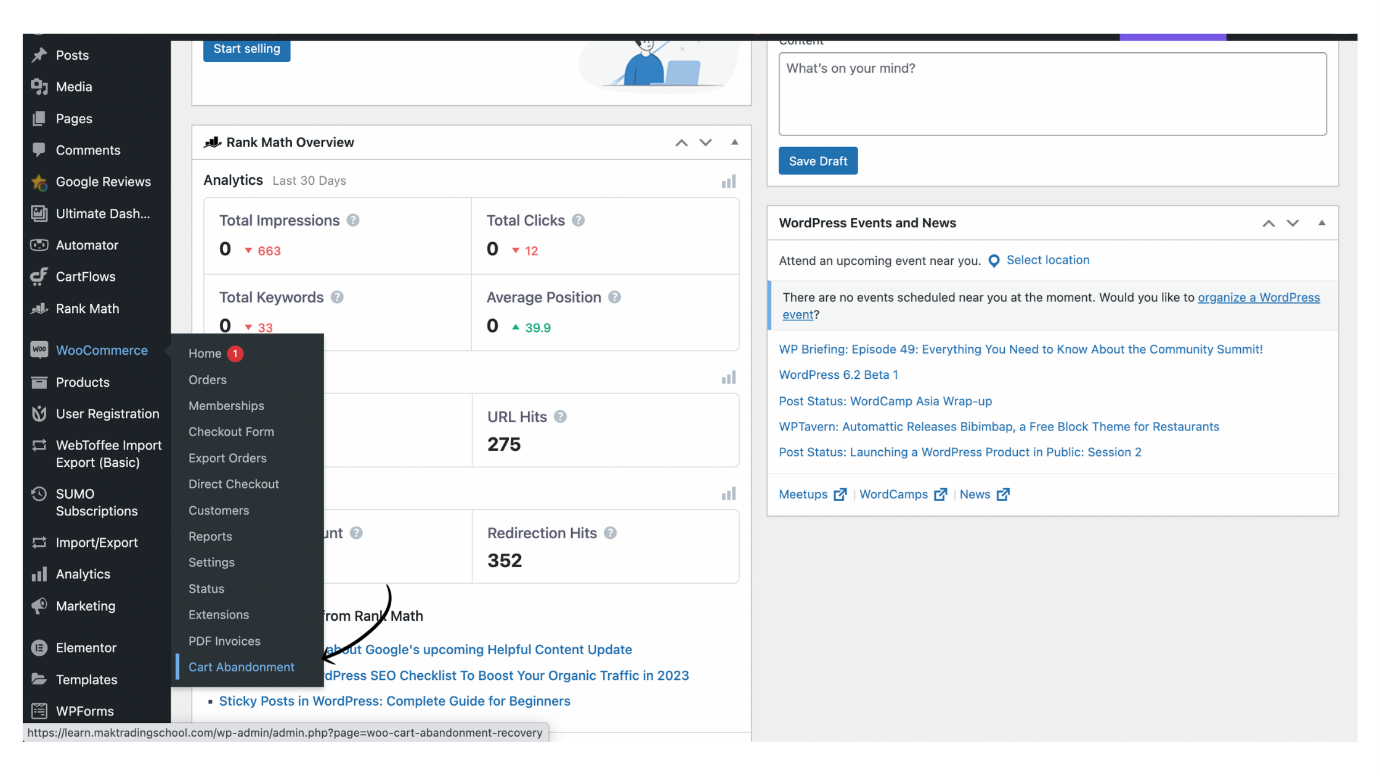 Posts
Media
Pages
Comments
Google Reviews
Ultimate Dash...
Automator
CartFlows
Rank Math
WooCommerce
Products
User Registration
WebToffee Import
Export (Basic)
SUMO
Subscriptions
Import/Export
Analytics
Marketing
Elementor
Templates
WPForms
Home 1
Orders
Memberships
Checkout Form
Export Orders
Direct Checkout
Customers
Reports
Settings
Status
Extensions
PDF Invoices
Cart Abandonment
Start selling
Rank Math Overview
Analytics Last 30 Days
Total Impressions
0 663
Total Clicks
0 12
Total Keywords
0 33
Average Position
0 39.9
URL Hits
275
unt
Redirection Hits
352
from Rank Math
about Google's upcoming Helpful Content Update
dPress SEO Checklist To Boost Your Organic Traffic in 2023
Sticky Posts in WordPress: Complete Guide for Beginners
Content
What's on your mind?
Save Draft
WordPress Events and News
Attend an upcoming event near you. Select location
There are no events scheduled near you at the moment. Would you like to organize a WordPress
event?
WP Briefing: Episode 49: Everything You Need to Know About the Community Summit!
WordPress 6.2 Beta 1
Post Status: WordCamp Asia Wrap-up
WPTavern: Automattic Releases Bibimbap, a Free Block Theme for Restaurants
Post Status: Launching a WordPress Product in Public: Session 2
Meetups | WordCamps | News
https://learn.maktradingschool.com/wp-admin/admin.php?page=woo-cart-abandonment-recovery